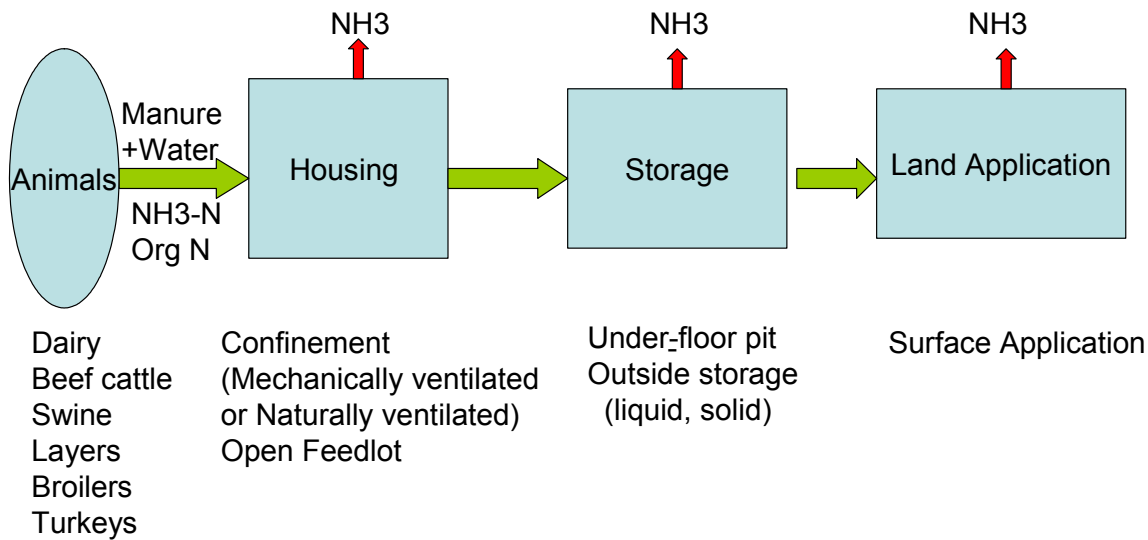 NH3
NH3
NH3
Manure
+Water
Animals
Housing
Storage
Land Application
NH3-N
Org N
Dairy
Beef cattle
Swine
Layers
Broilers
Turkeys
Confinement
(Mechanically ventilated
or Naturally ventilated)
Open Feedlot
Under-floor pit
Outside storage
(liquid, solid)
Surface Application